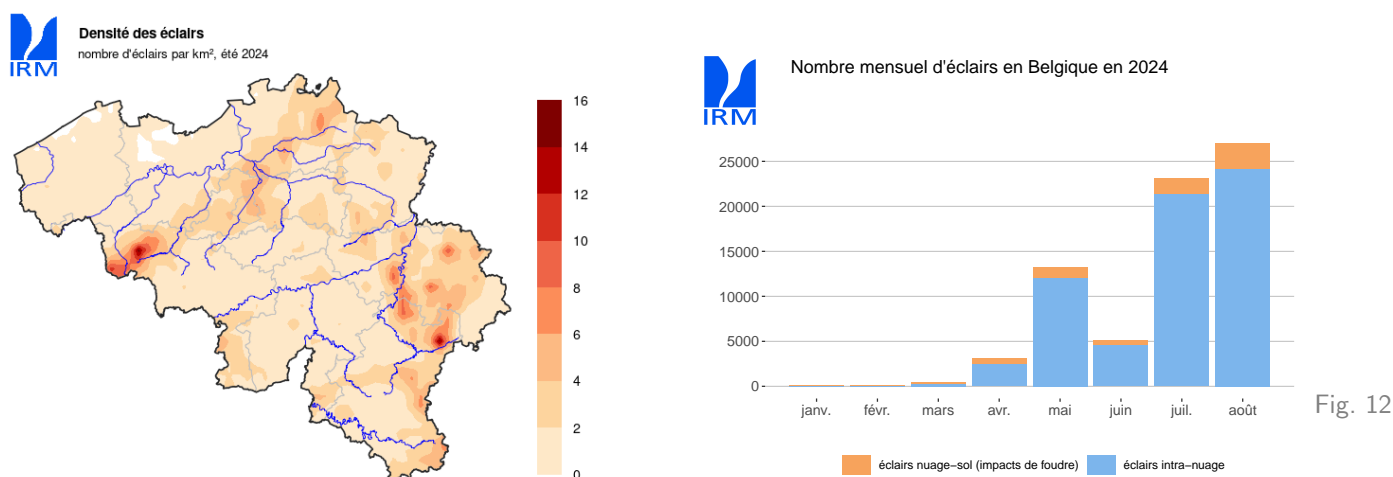 IRM
Densité des éclairs
nombre d'éclairs par km², été 2024
16
14
12
10
8
6
4
2
0
IRM
Nombre mensuel d'éclairs en Belgique en 2024
25000
20000
15000
10000
5000
0
janv. févr. mars avr. mai juin juil. août
éclairs nuage−sol (impacts de foudre) éclairs intra−nuage
Fig. 12